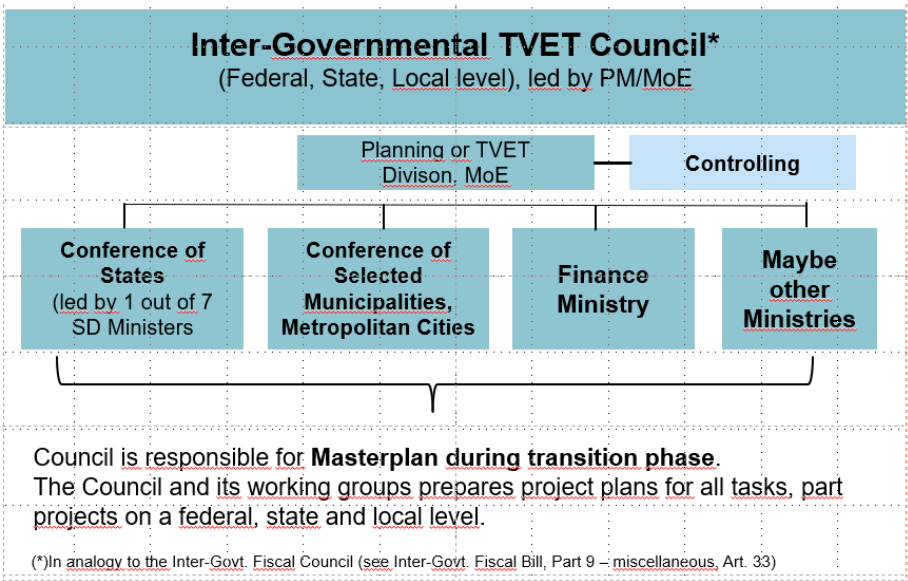 Inter-Governmental TVET Council*
(Federal, State, Local level), led by PM/MoE
Planning or TVET
Divison, MoE
Controlling
Conference of
States
(led by 1 out of 7
SD Ministers
Conference of
Selected
Municipalities,
Metropolitan Cities
Finance
Ministry
Maybe
other
Ministries
Council is responsible for Masterplan during transition phase.
The Council and its working groups prepares project plans for all tasks, part
projects on a federal, state and local level.
(*)In analogy to the Inter-Govt. Fiscal Council (see Inter-Govt. Fiscal Bill, Part 9 – miscellaneous, Art. 33)